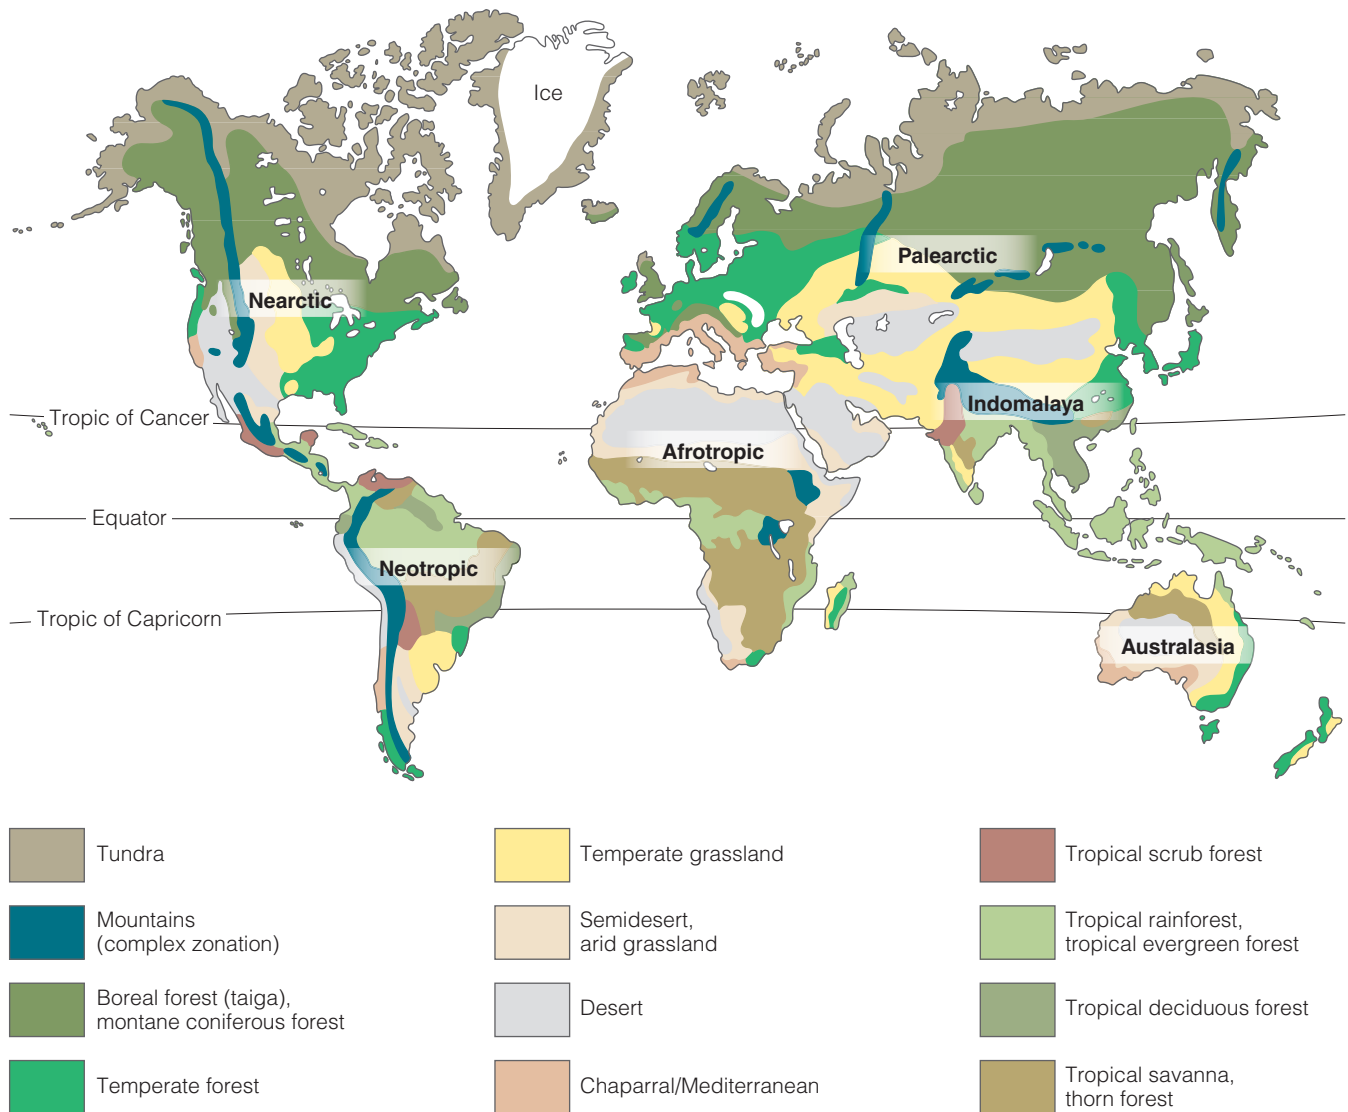 Ice
Palearctic
Nearctic
Indomalaya
Tropic of Cancer
Afrotropic
Equator
Neotropic
Tropic of Capricorn
Australasia
Tundra
Mountains
(complex zonation)
Boreal forest (taiga),
montane coniferous forest
Temperate forest
Temperate grassland
Semidesert,
arid grassland
Desert
Chaparral/Mediterranean
Tropical scrub forest
Tropical rainforest,
tropical evergreen forest
Tropical deciduous forest
Tropical savanna,
thorn forest